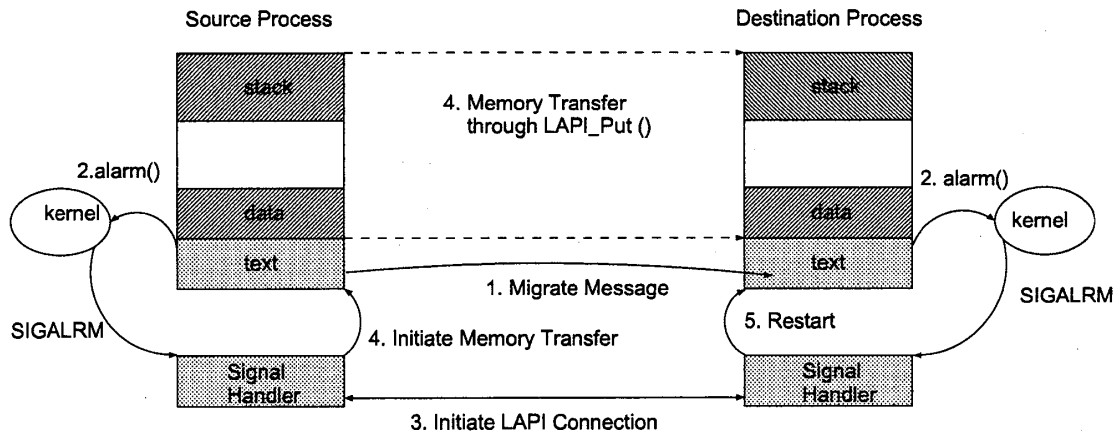 Source Process
Destination Process
stack
stack
4. Memory Transfer
through LAPI_Put ()
2.alarm()
2. alarm()
kernel
kernel
data
data
text
text
1. Migrate Message
SIGALRM
SIGALRM
4. Initiate Memory Transfer
5. Restart
Signal
Handler
Signal
Handler
3. Initiate LAPI Connection